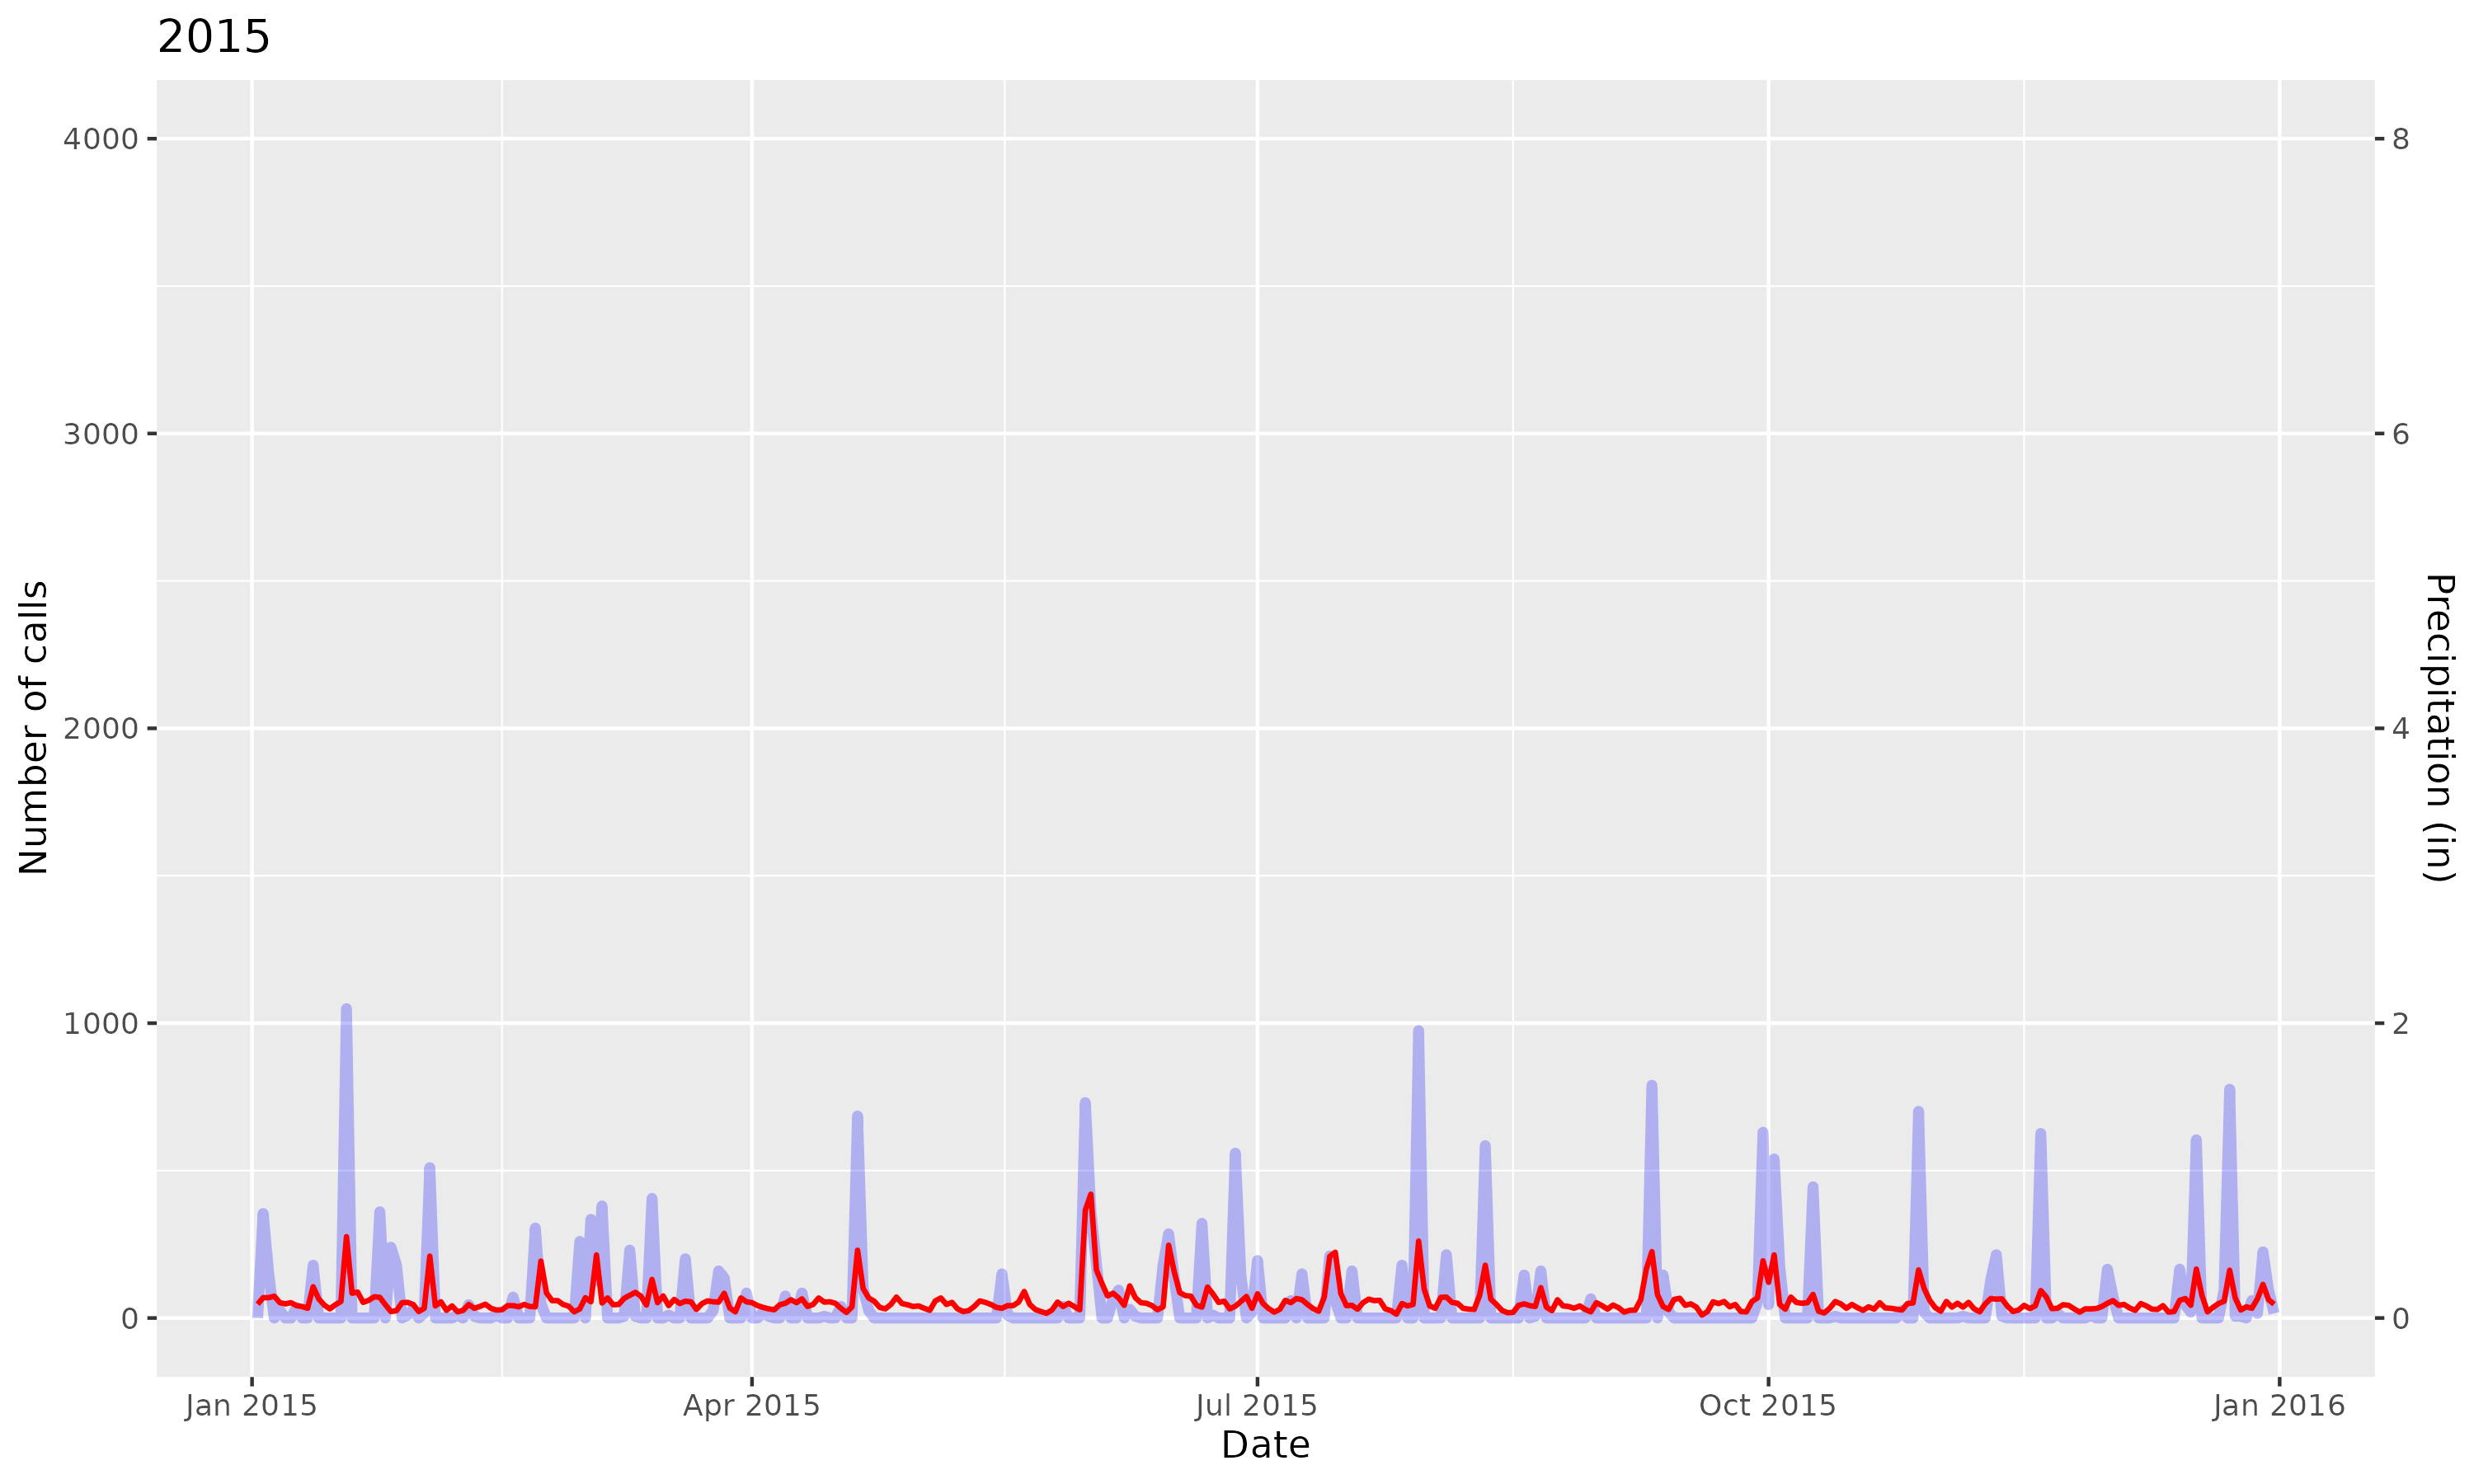 2015
4000
3000
2000
1000
0
Number of calls
8
6
4
2
0
Precipitation (in)
Jan 2015
Apr 2015
Jul 2015
Oct 2015
Jan 2016
Date